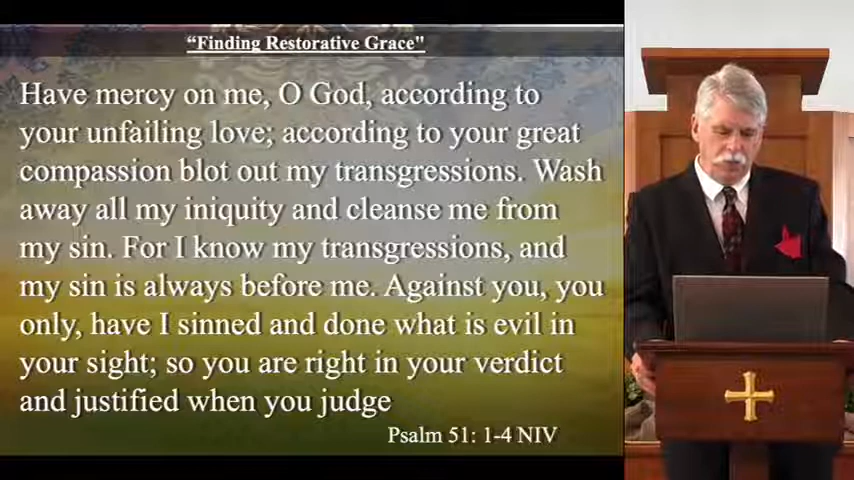 “Finding Restorative Grace"
Have mercy on me, O God, according to
your unfailing love; according to your great
compassion blot out my transgressions. Wash
away all my iniquity and cleanse me from
my sin. For I know my transgressions, and
my sin is always before me. Against you, you
only, have I sinned and done what is evil in
your sight; so you are right in your verdict
and justified when you judge
Psalm 51: 1-4 NIV